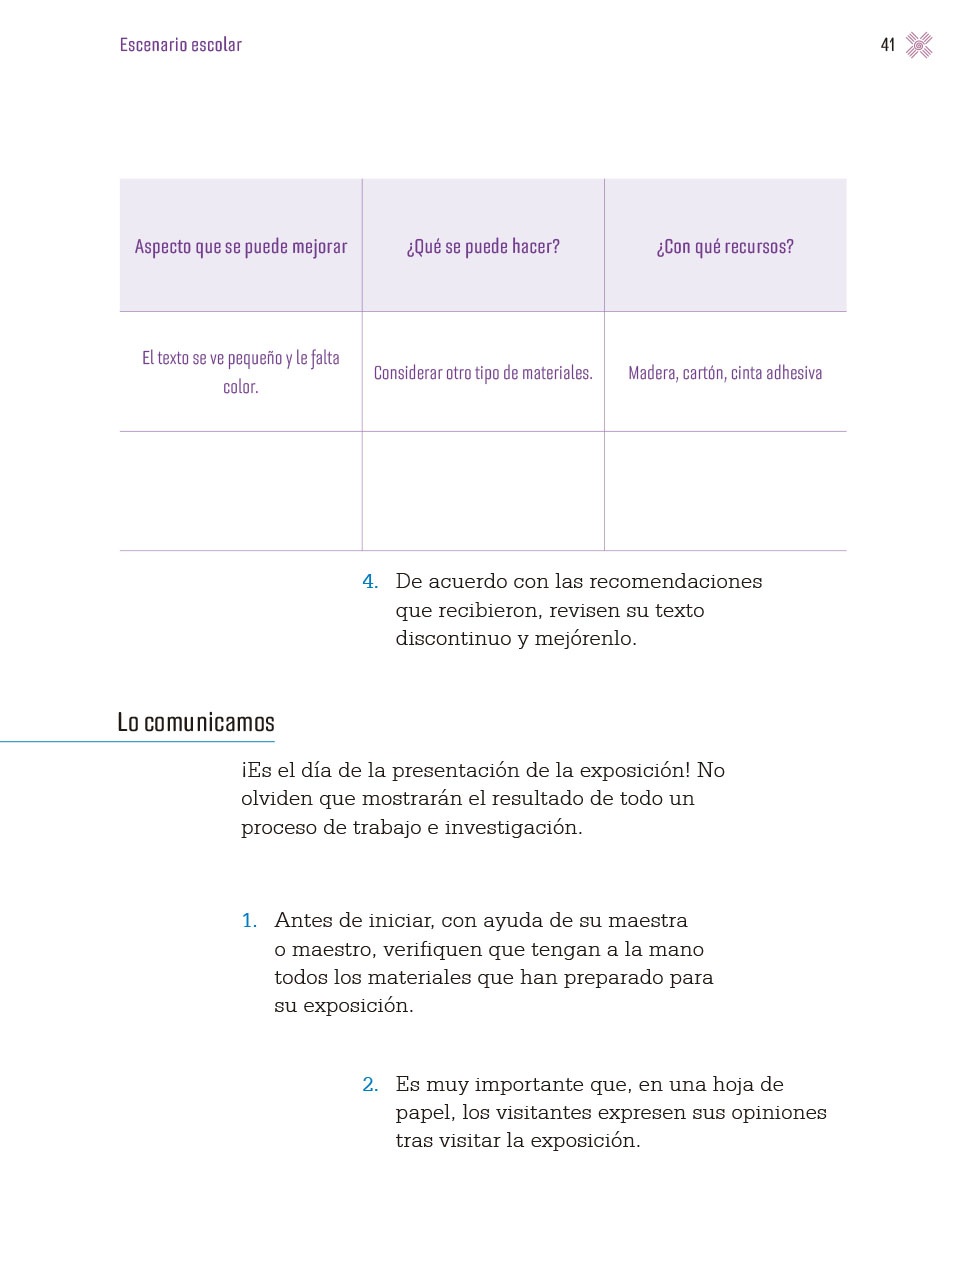 Escenario escolar
41
Aspecto que se puede mejorar
¿Qué se puede hacer?
¿Con qué recursos?
El texto se ve pequeño y le falta
color.
Considerar otro tipo de materiales.
Madera, cartón, cinta adhesiva
4. De acuerdo con las recomendaciones
que recibieron, revisen su texto
discontinuo y mejórenlo.
Lo comunicamos
¡Es el día de la presentación de la exposición! No
olviden que mostrarán el resultado de todo un
proceso de trabajo e investigación.
1. Antes de iniciar, con ayuda de su maestra
o maestro, verifiquen que tengan a la mano
todos los materiales que han preparado para
su exposición.
2. Es muy importante que, en una hoja de
papel, los visitantes expresen sus opiniones
tras visitar la exposición.